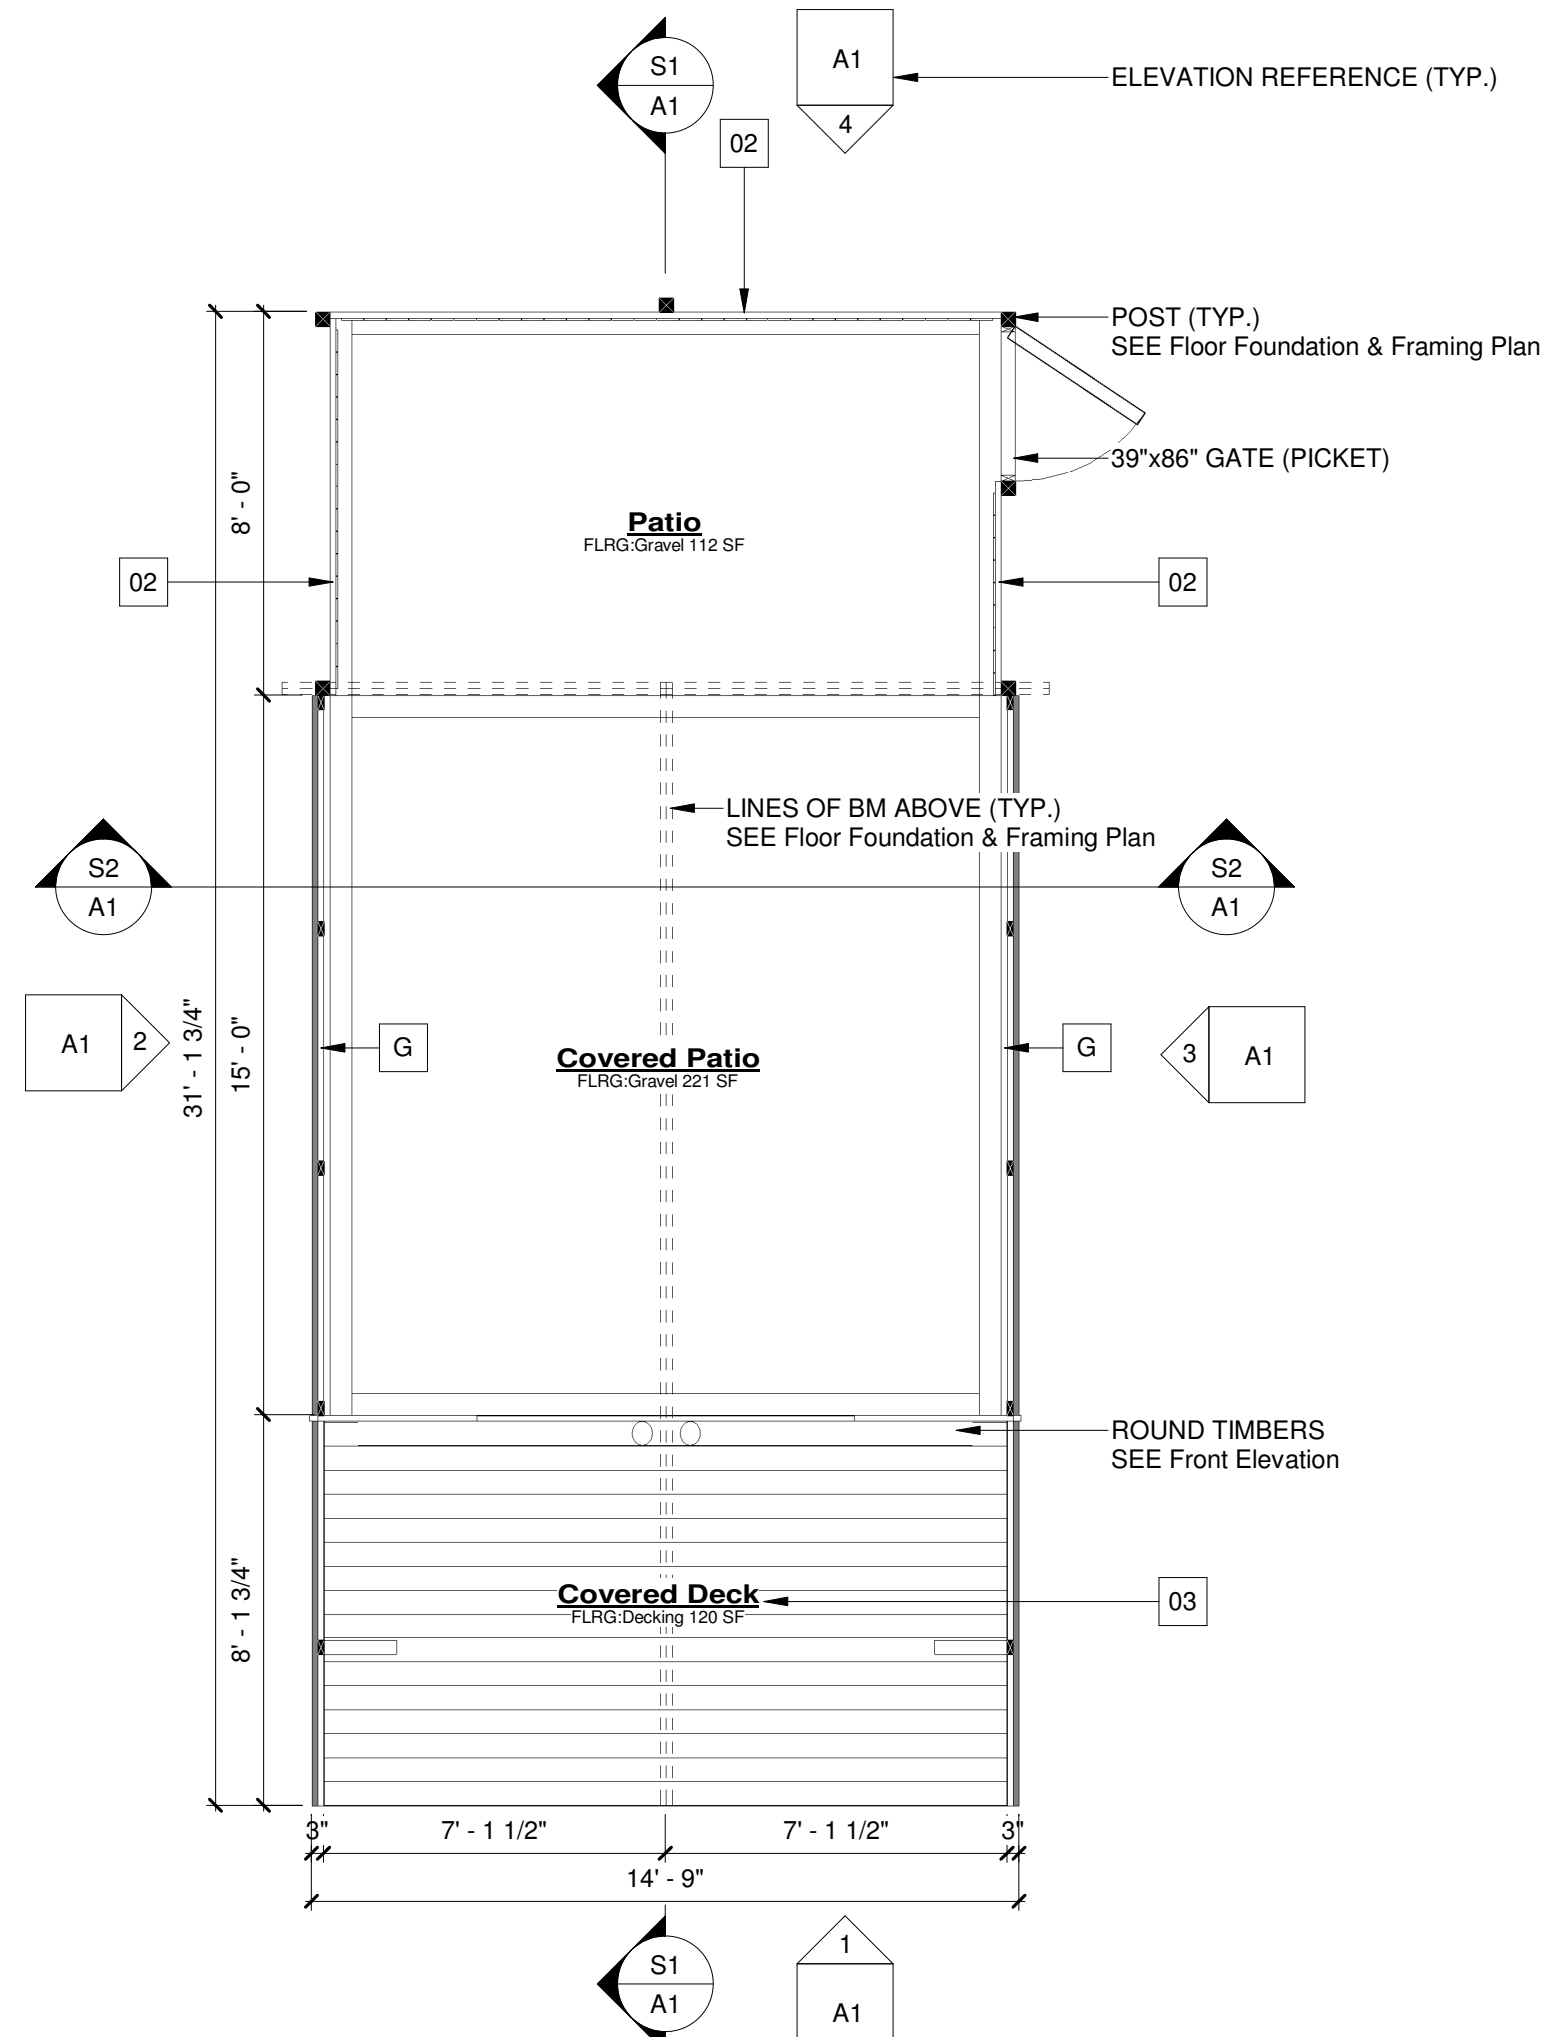 S1
A1
A1
4
ELEVATION REFERENCE (TYP.)
02
POST (TYP.)
SEE Floor Foundation & Framing Plan
39"x86" GATE (PICKET)
8' - 0"
Patio
FLRG:Gravel 112 SF
02
02
LINES OF BM ABOVE (TYP.)
SEE Floor Foundation & Framing Plan
S2
A1
S2
A1
A1
2
31' - 1 3/4"
15' - 0"
G
Covered Patio
FLRG:Gravel 221 SF
G
3
A1
ROUND TIMBERS
SEE Front Elevation
8' - 1 3/4"
Covered Deck
FLRG:Decking 120 SF
03
3"
7' - 1 1/2"
7' - 1 1/2"
3"
14' - 9"
S1
A1
1
A1